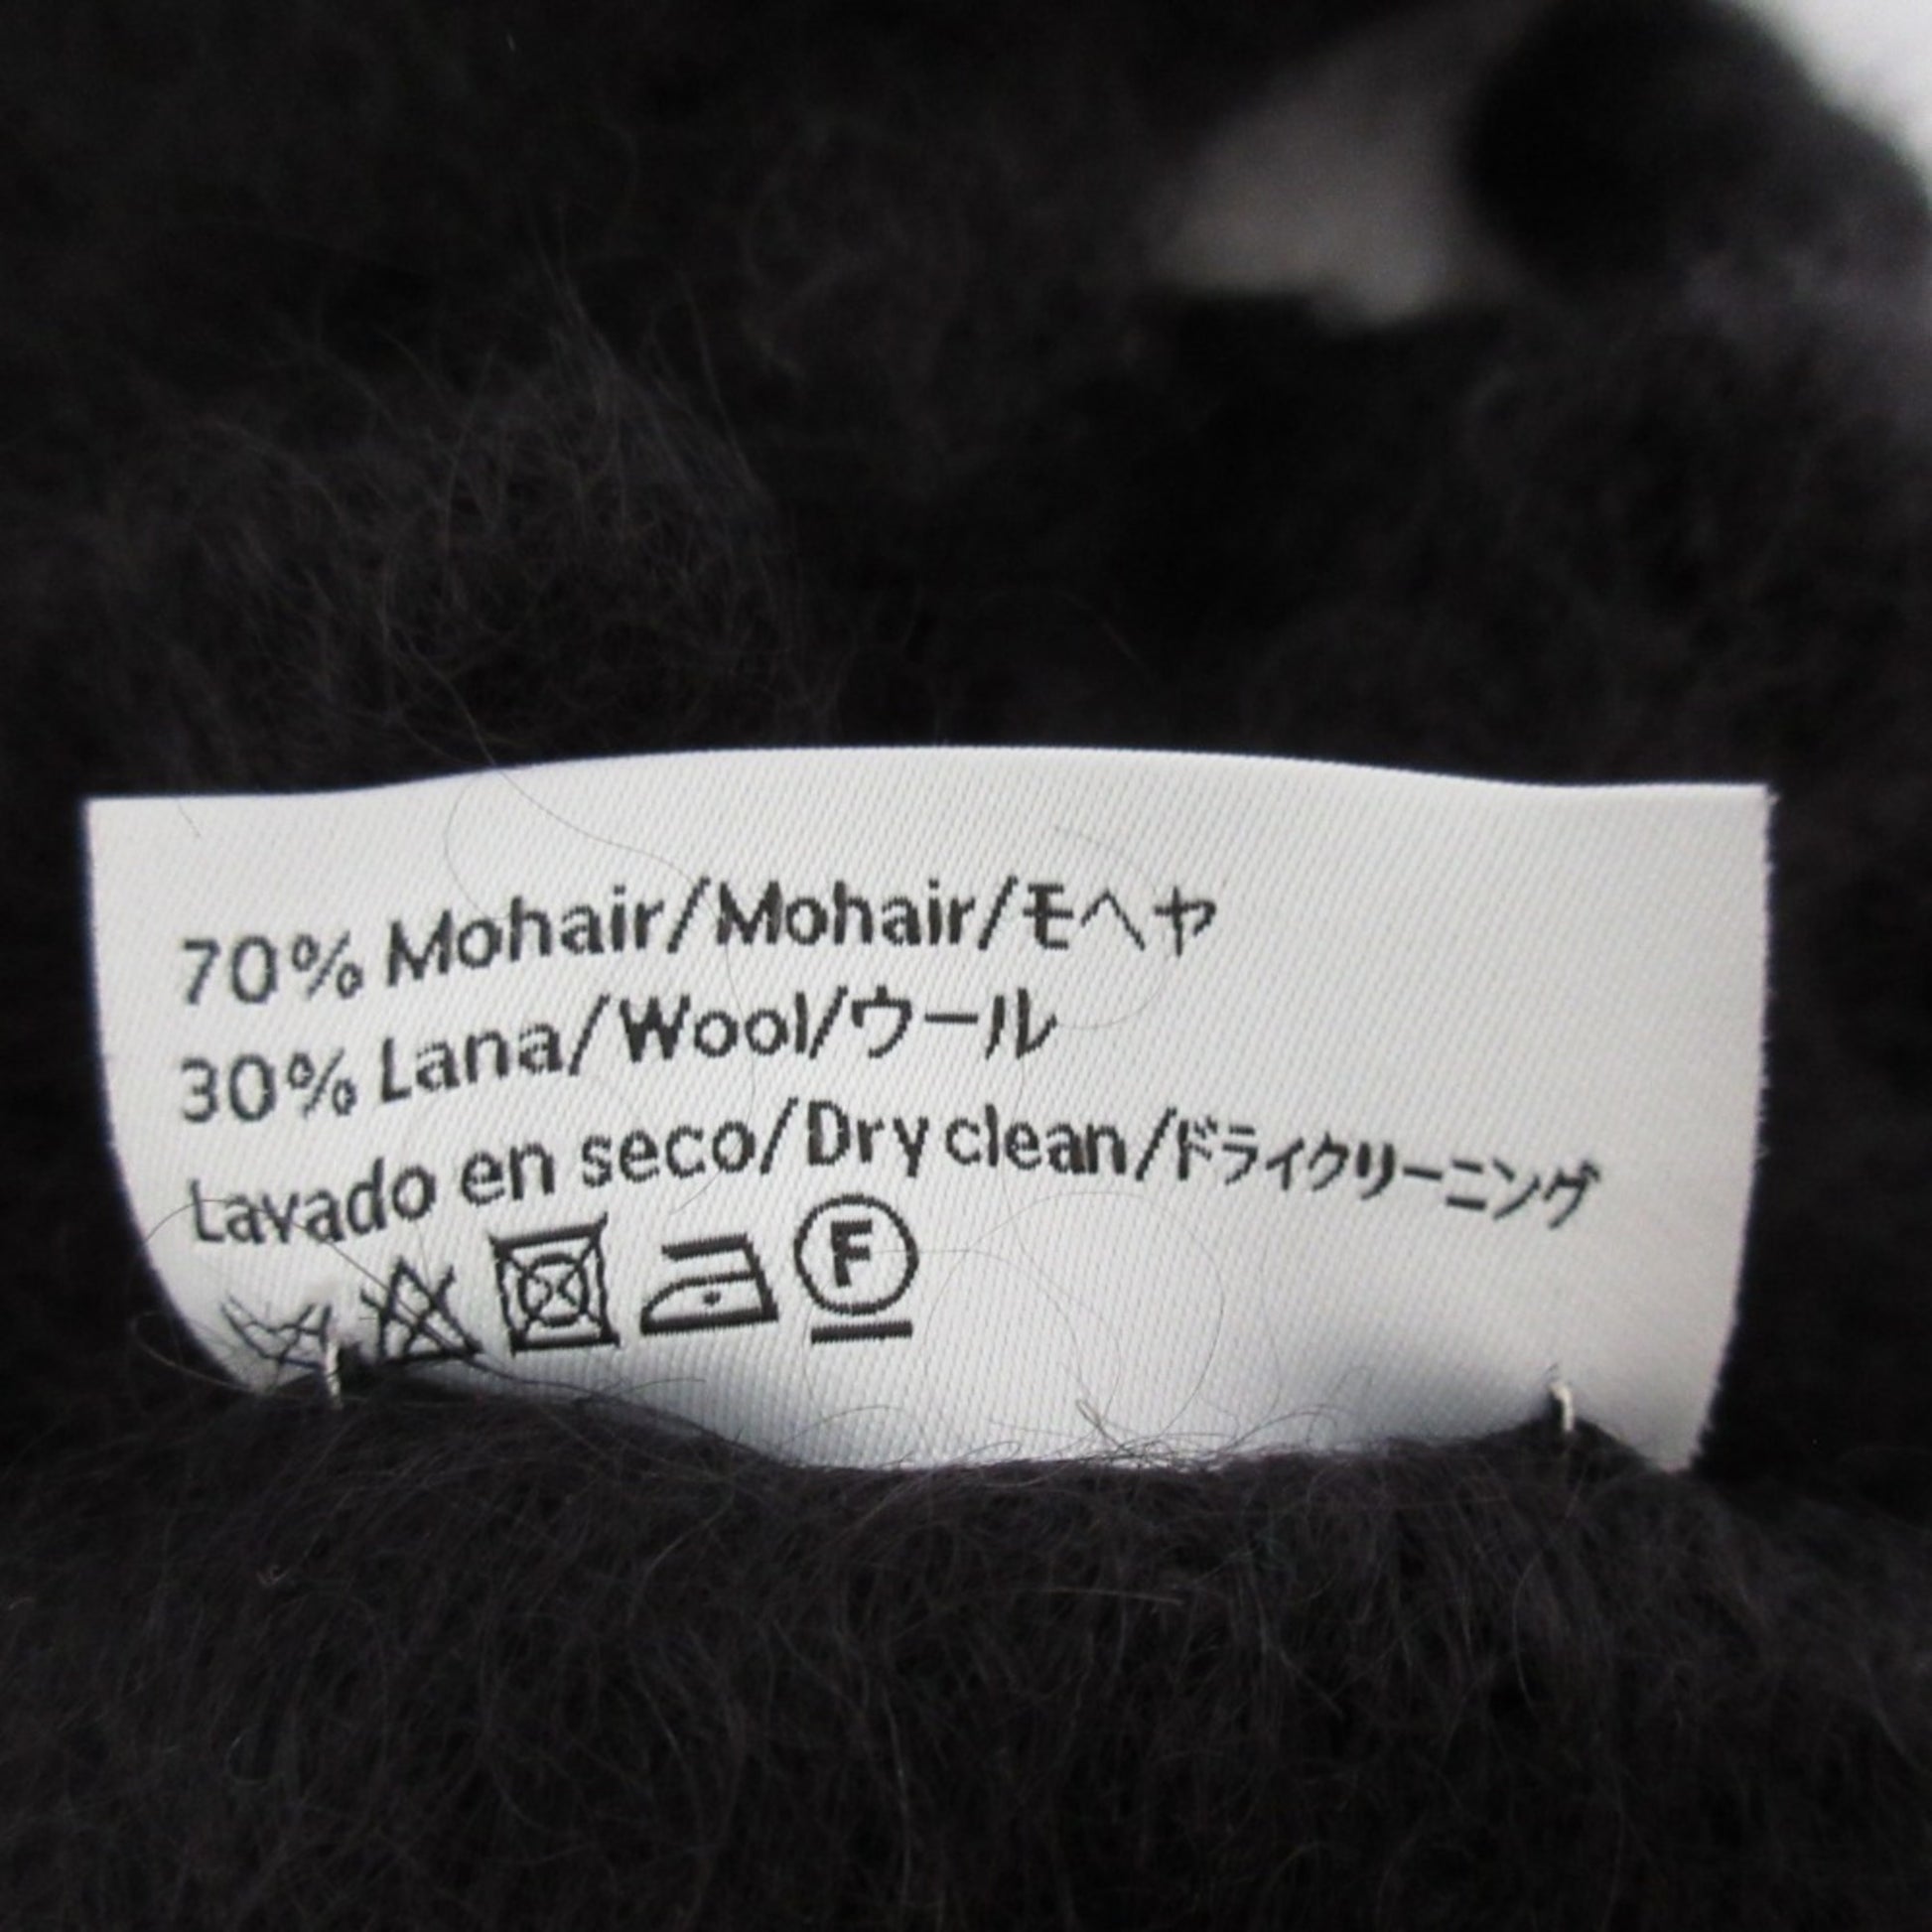 70% Mohair/Mohair/モヘヤ
30% Lana/Wool/ウール
Lavado en seco/Dry clean/ドライクリーニング
F